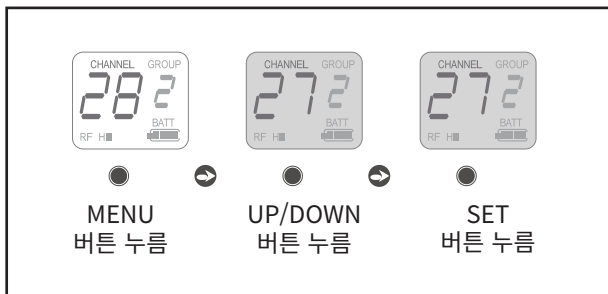 CHANNEL GROUP
28 2
BATT
RF H
CHANNEL GROUP
27 2
BATT
RF H
CHANNEL GROUP
27 2
BATT
RF H
MENU
버튼 누름
UP/DOWN
버튼 누름
SET
버튼 누름